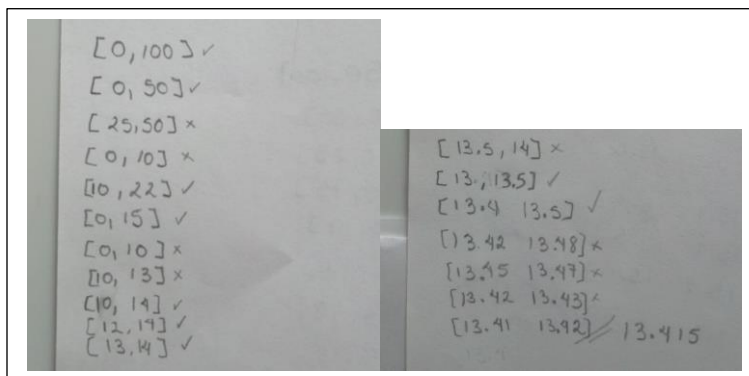 [0, 100] ✓
[0, 50] ✓
[25, 50] ×
[0, 10] ×
[10, 22] ✓
[0, 15] ✓
[0, 10] ×
[10, 13] ×
[10, 14] ✓
[12, 14] ✓
[13, 14] ✓
[13.5, 14] ×
[13, 13.5] ✓
[13.4 13.5] ✓
[13.42 13.48] ×
[13.45 13.47] ×
[13.42 13.43] ×
[13.41 13.42] 13.415